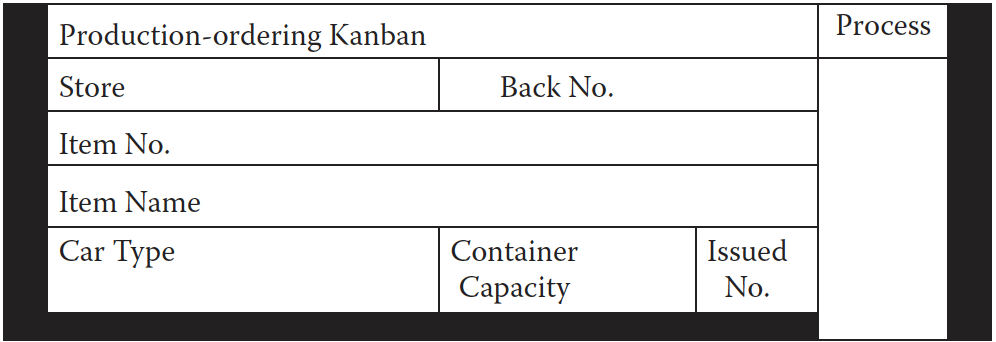 Production-ordering Kanban
Process
Store
Back No.
Item No.
Item Name
Car Type
Container
Capacity
Issued
No.